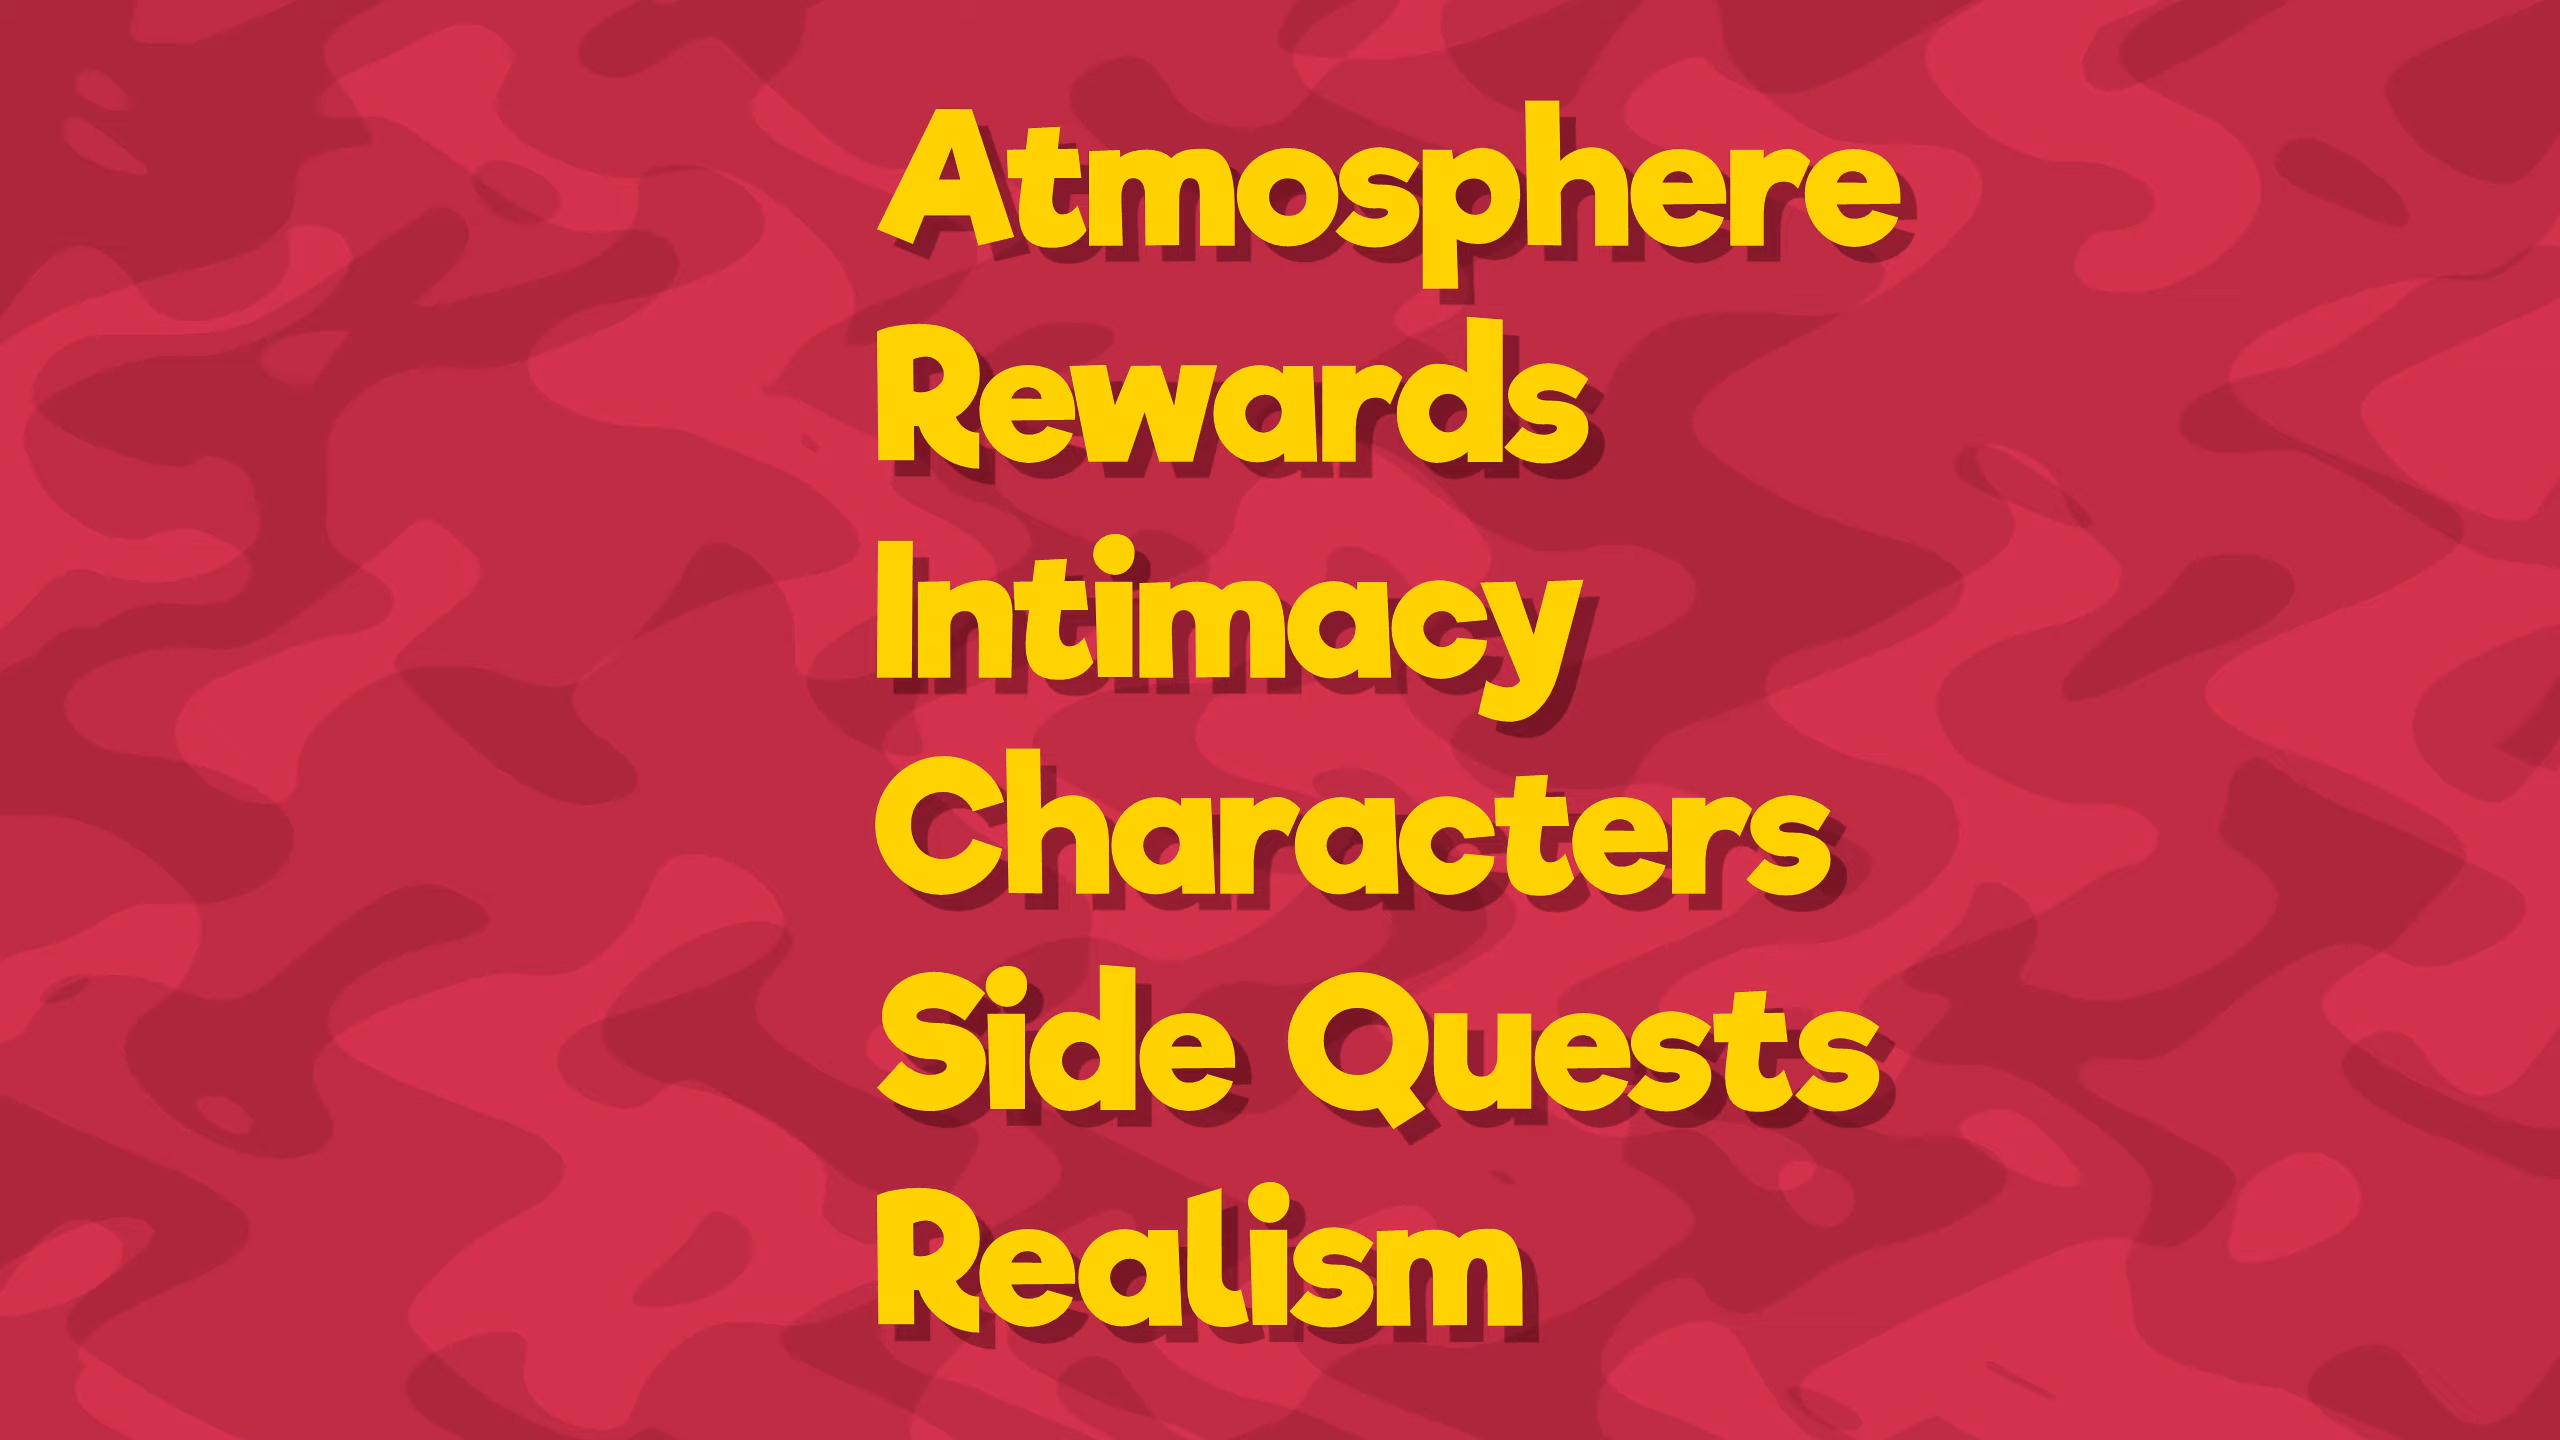 Atmosphere
Rewards
Intimacy
Characters
Side Quests
Realism